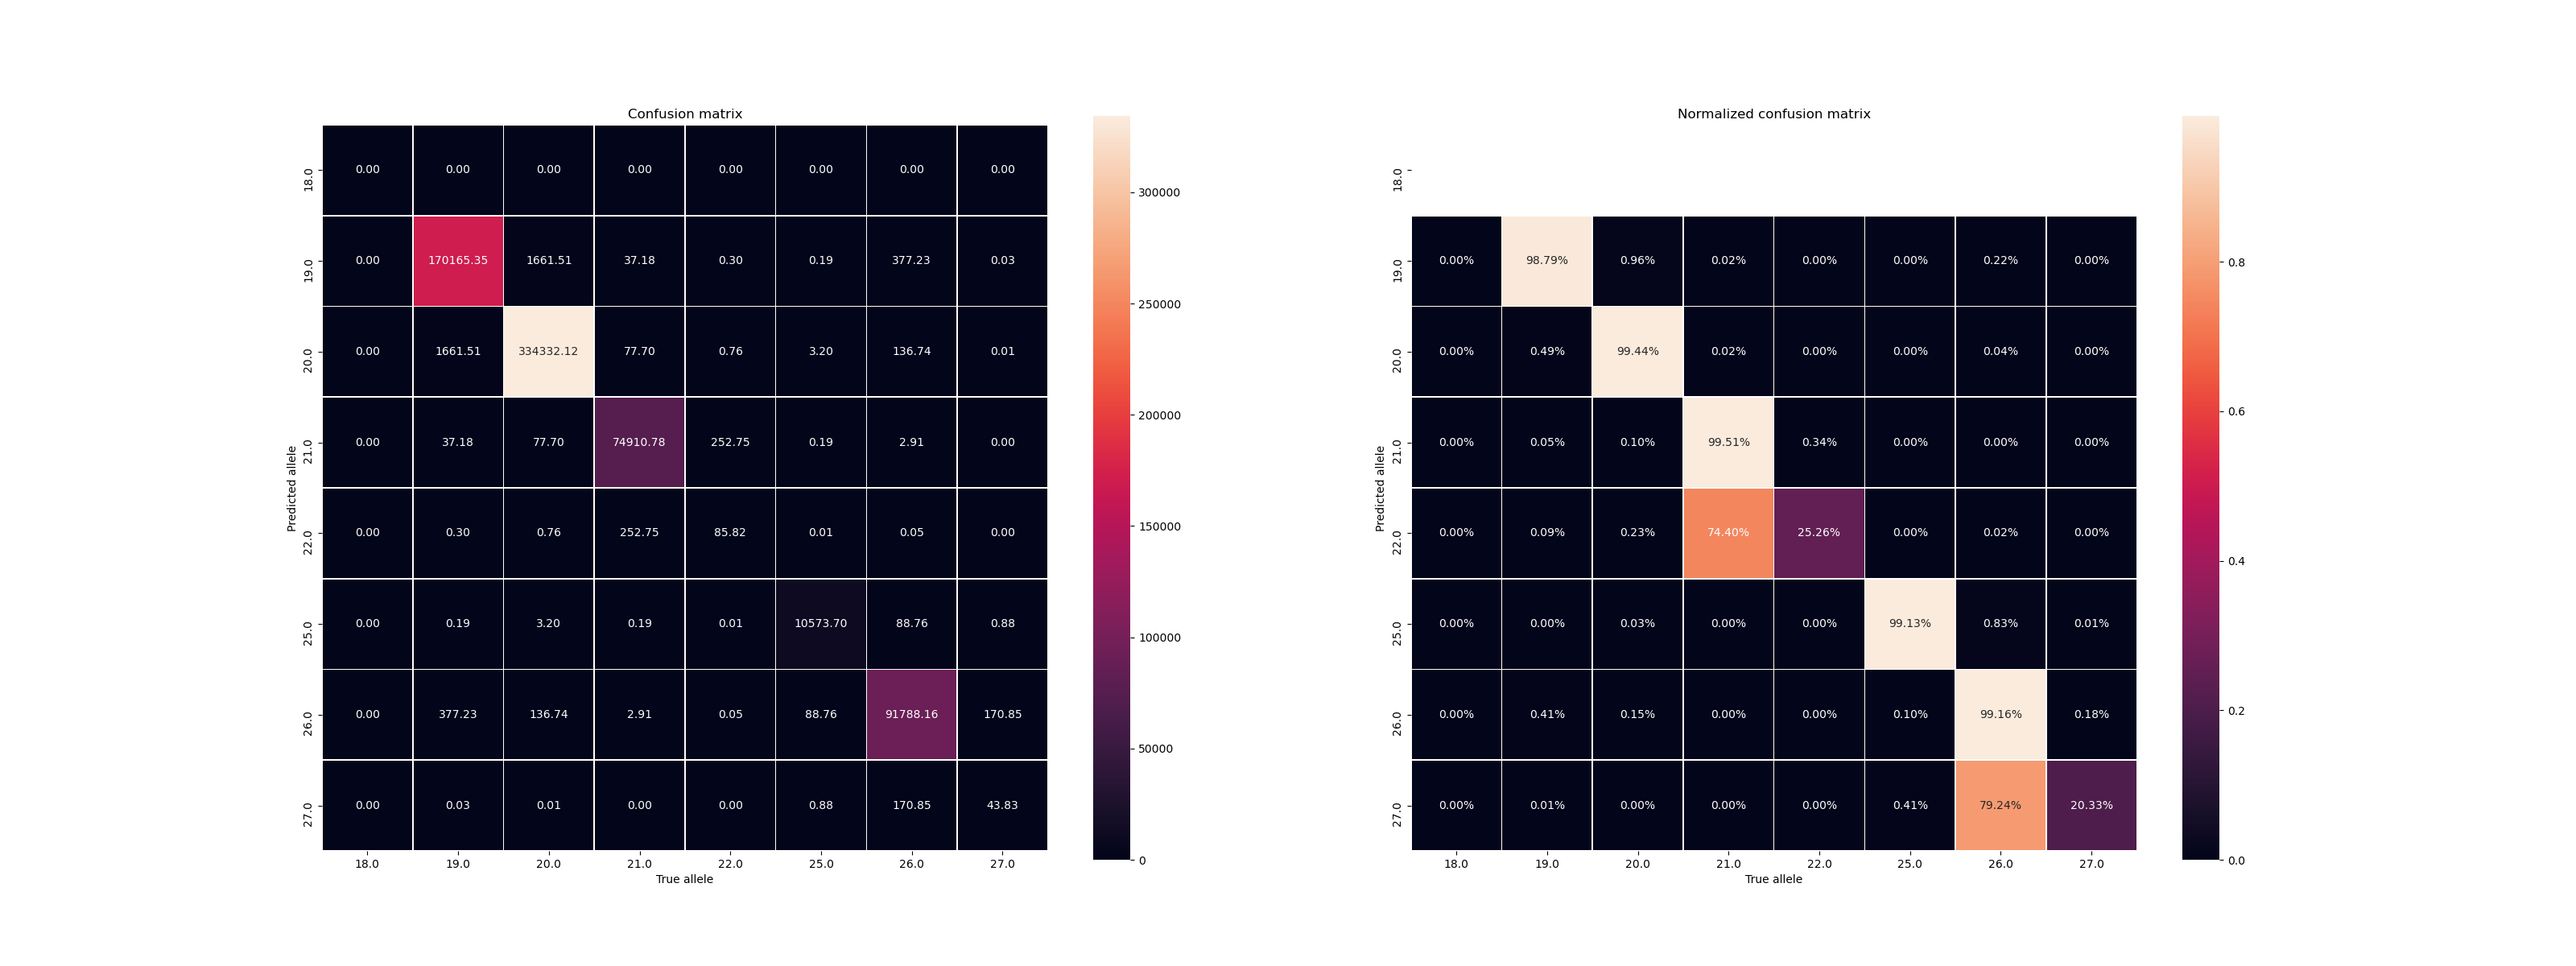 Confusion matrix
18.0 0.00 0.00 0.00 0.00 0.00 0.00 0.00 0.00
19.0 0.00 170165.35 1661.51 37.18 0.30 0.19 377.23 0.03
20.0 0.00 1661.51 334332.12 77.70 0.76 3.20 136.74 0.01
21.0 0.00 37.18 77.70 74910.78 252.75 0.19 2.91 0.00
22.0 0.00 0.30 0.76 252.75 85.82 0.01 0.05 0.00
25.0 0.00 0.19 3.20 0.19 0.01 10573.70 88.76 0.88
26.0 0.00 377.23 136.74 2.91 0.05 88.76 91788.16 170.85
27.0 0.00 0.03 0.01 0.00 0.00 0.88 170.85 43.83
18.0 19.0 20.0 21.0 22.0 25.0 26.0 27.0
True allele
Predicted allele
300000
250000
200000
150000
100000
50000
0
Normalized confusion matrix
18.0
19.0 0.00% 98.79% 0.96% 0.02% 0.00% 0.00% 0.22% 0.00%
20.0 0.00% 0.49% 99.44% 0.02% 0.00% 0.00% 0.04% 0.00%
21.0 0.00% 0.05% 0.10% 99.51% 0.34% 0.00% 0.00% 0.00%
22.0 0.00% 0.09% 0.23% 74.40% 25.26% 0.00% 0.02% 0.00%
25.0 0.00% 0.00% 0.03% 0.00% 0.00% 99.13% 0.83% 0.01%
26.0 0.00% 0.41% 0.15% 0.00% 0.00% 0.10% 99.16% 0.18%
27.0 0.00% 0.01% 0.00% 0.00% 0.00% 0.41% 79.24% 20.33%
18.0 19.0 20.0 21.0 22.0 25.0 26.0 27.0
True allele
Predicted allele
0.8
0.6
0.4
0.2
0.0